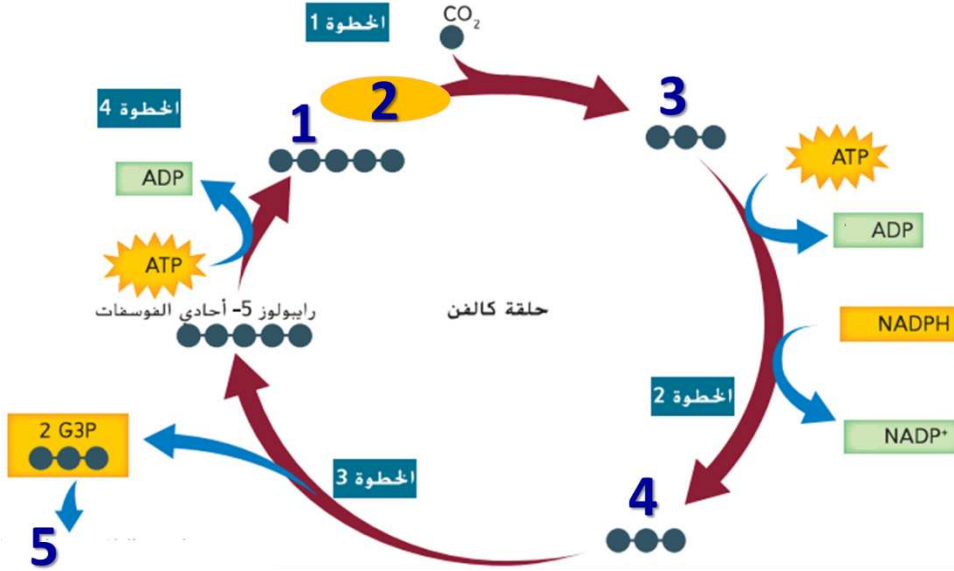 الخطوة 1
CO₂
1
2
3
الخطوة 4
ATP
ADP
ADP
ATP
رايبولوز 5- أحادي الفوسفات
حلقة كالفن
NADPH
الخطوة 2
NADP⁺
2 G3P
الخطوة 3
4
5